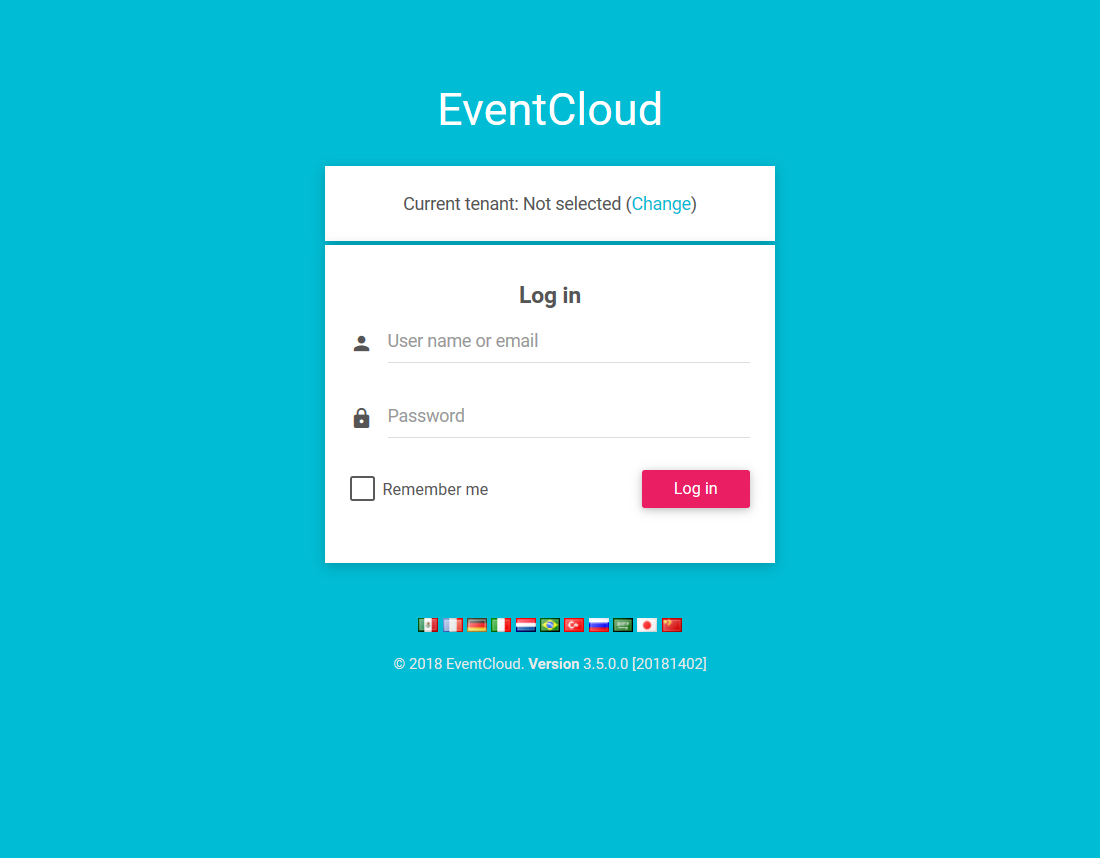 EventCloud
Current tenant: Not selected (Change)
Log in
User name or email
Password
Remember me
Log in
© 2018 EventCloud. Version 3.5.0.0 [20181402]